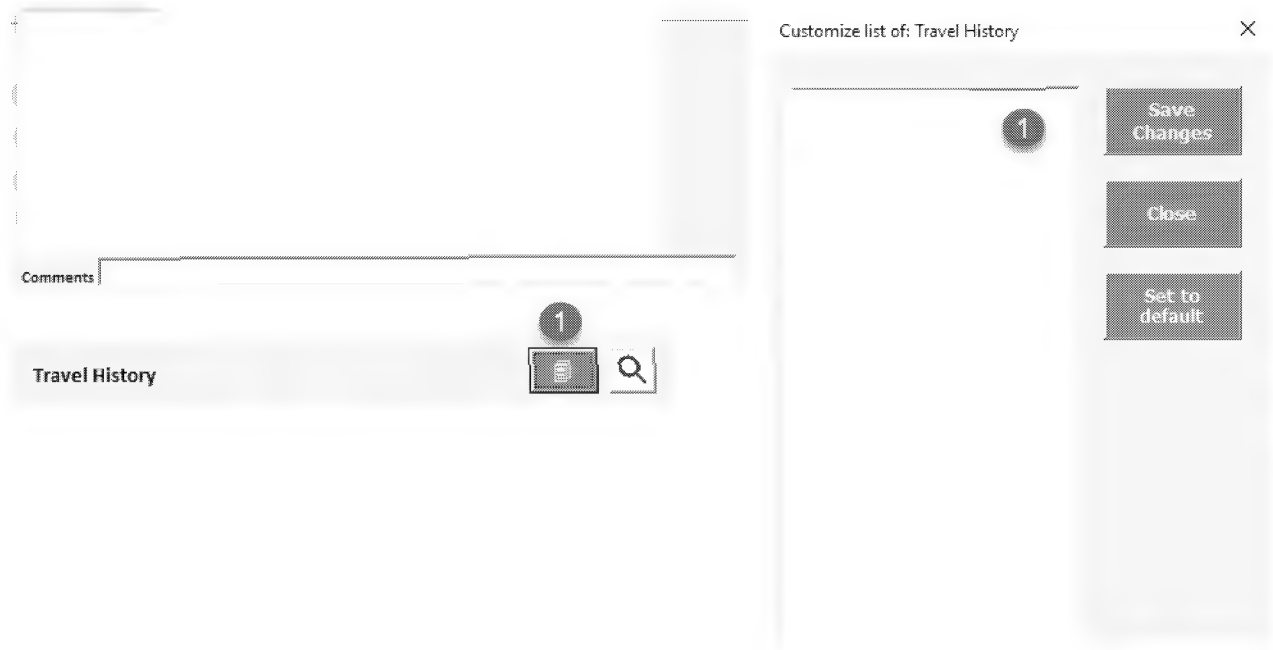 Customize list of: Travel History
1
Save
Changes
Close
Set to
default
Comments
1
Travel History